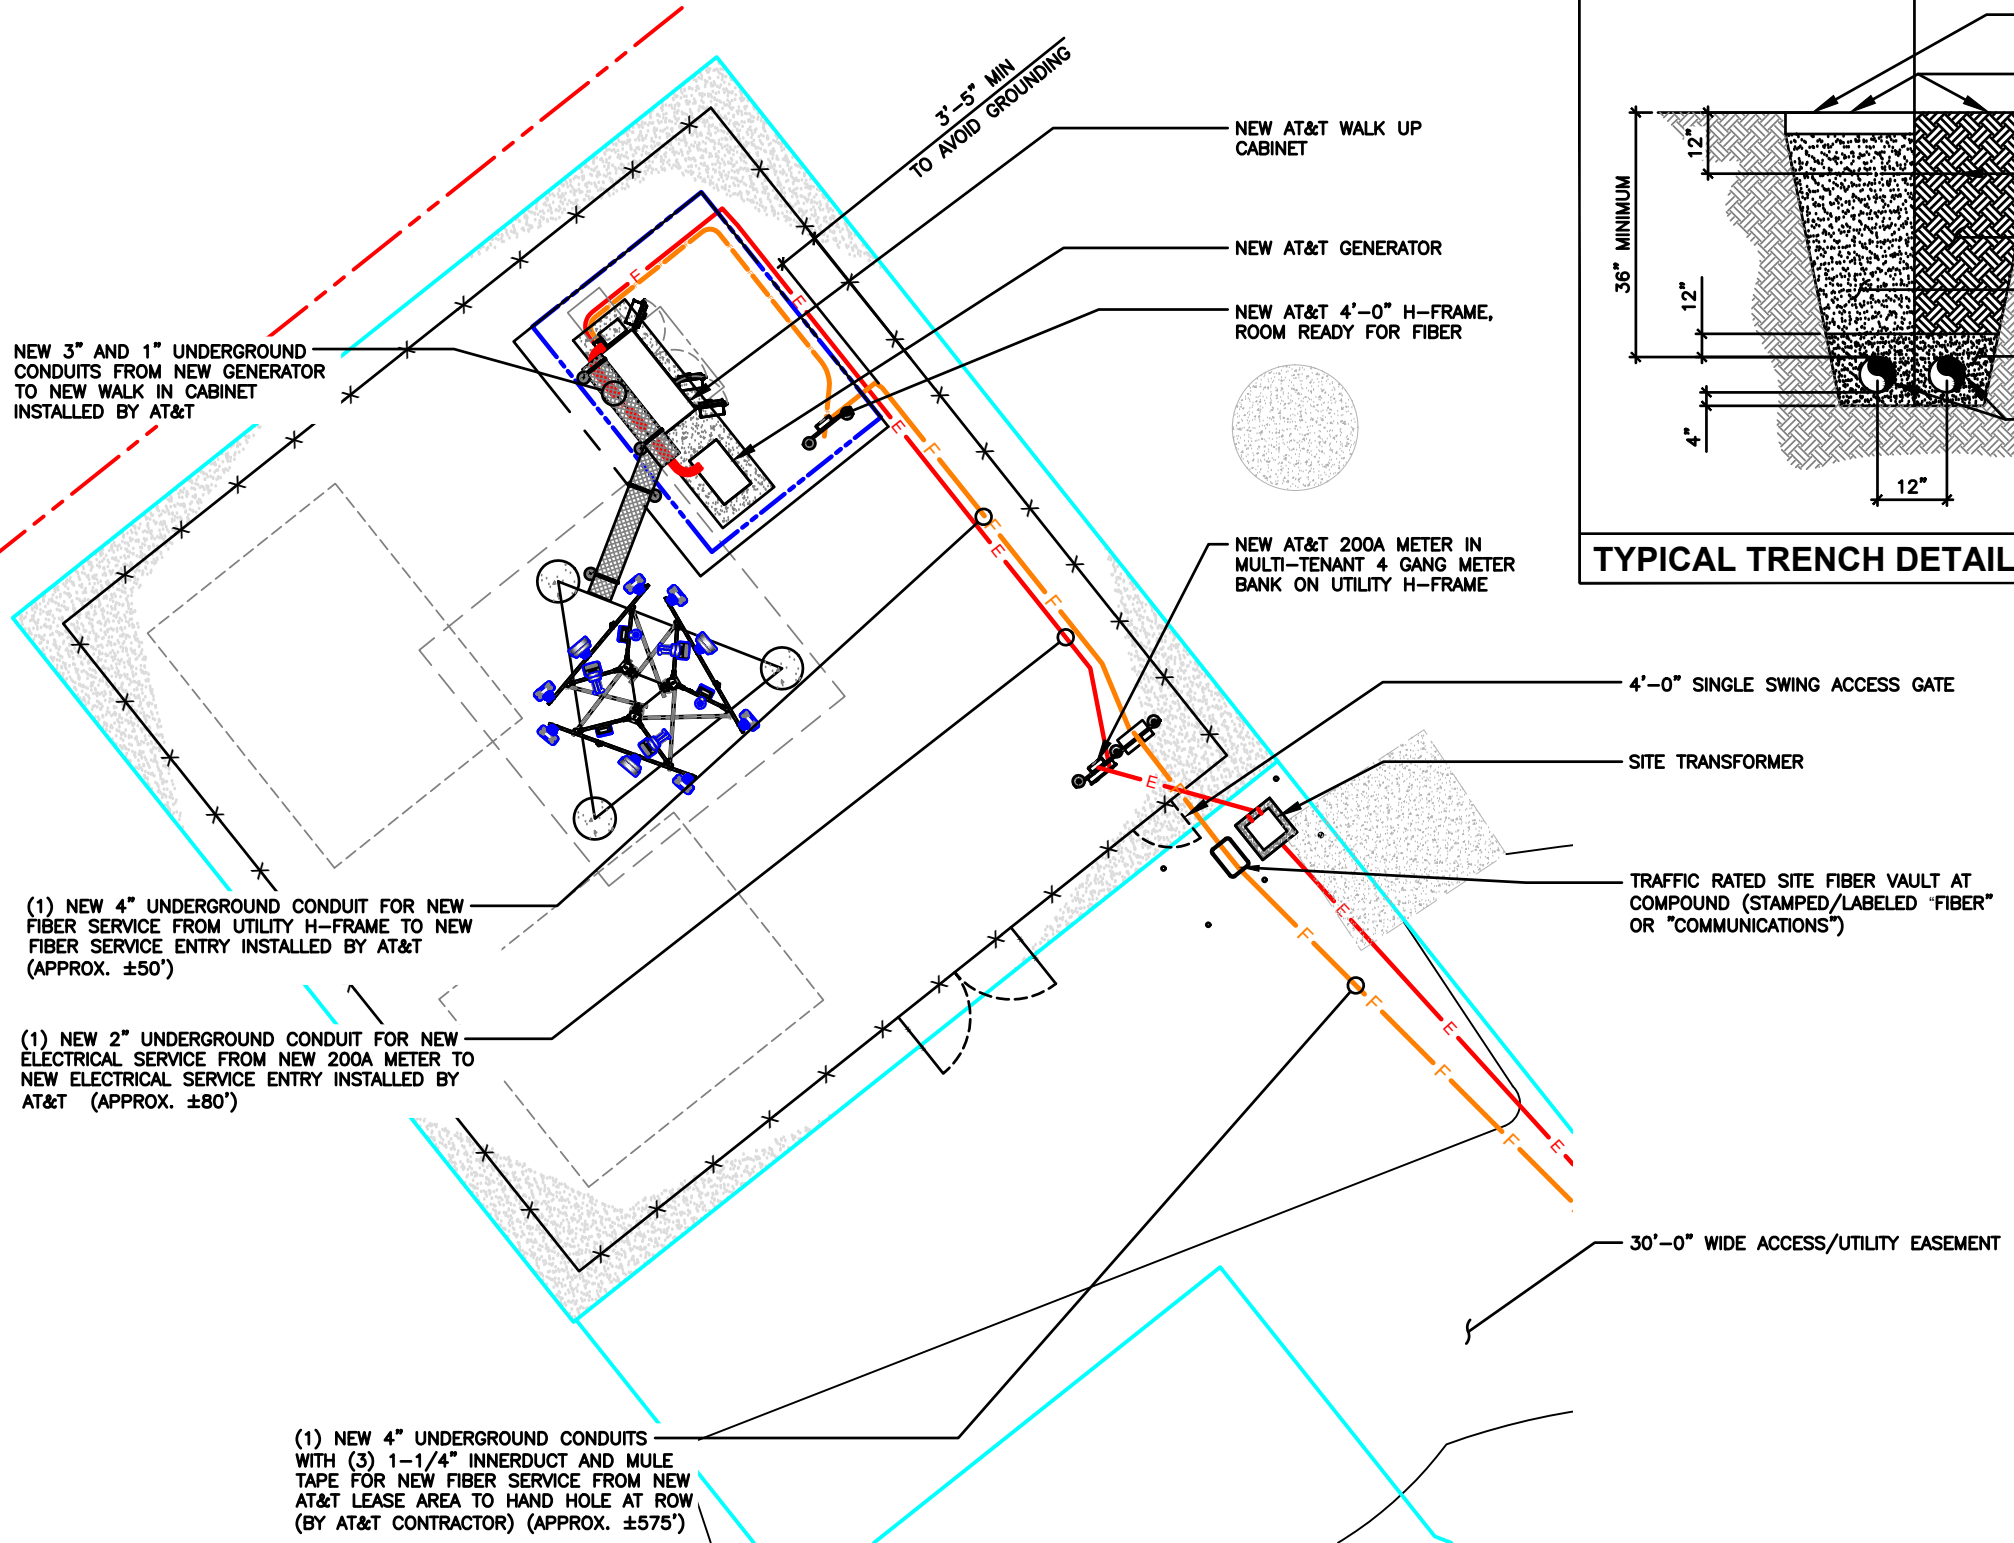 3'-5" MIN
TO AVOID GROUNDING
NEW AT&T WALK UP
CABINET
NEW AT&T GENERATOR
NEW AT&T 4'-0" H-FRAME,
ROOM READY FOR FIBER
NEW 3" AND 1" UNDERGROUND
CONDUITS FROM NEW GENERATOR
TO NEW WALK IN CABINET
INSTALLED BY AT&T
12"
36" MINIMUM
12"
4"
12"
TYPICAL TRENCH DETAIL
NEW AT&T 200A METER IN
MULTI-TENANT 4 GANG METER
BANK ON UTILITY H-FRAME
4'-0" SINGLE SWING ACCESS GATE
SITE TRANSFORMER
TRAFFIC RATED SITE FIBER VAULT AT
COMPOUND (STAMPED/LABELED "FIBER"
OR "COMMUNICATIONS")
(1) NEW 4" UNDERGROUND CONDUIT FOR NEW
FIBER SERVICE FROM UTILITY H-FRAME TO NEW
FIBER SERVICE ENTRY INSTALLED BY AT&T
(APPROX. ±50')
(1) NEW 2" UNDERGROUND CONDUIT FOR NEW
ELECTRICAL SERVICE FROM NEW 200A METER TO
NEW ELECTRICAL SERVICE ENTRY INSTALLED BY
AT&T (APPROX. ±80')
30'-0" WIDE ACCESS/UTILITY EASEMENT
(1) NEW 4" UNDERGROUND CONDUITS
WITH (3) 1-1/4" INNERDUCT AND MULE
TAPE FOR NEW FIBER SERVICE FROM NEW
AT&T LEASE AREA TO HAND HOLE AT ROW
(BY AT&T CONTRACTOR) (APPROX. ±575')
E
E
E
F
E
F
E
F
E
F
F
E
F
E
F